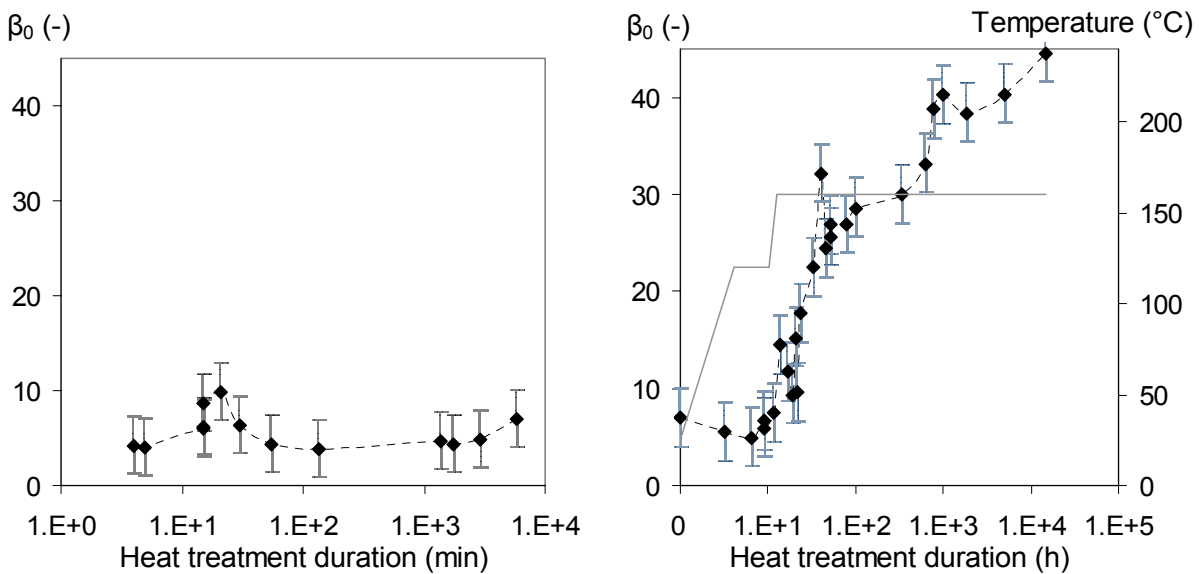 β₀ (-)
40
30
20
10
0
1.E+0 1.E+1 1.E+2 1.E+3 1.E+4
Heat treatment duration (min)
β₀ (-) Temperature (°C)
40
30
20
10
0
200
150
100
50
0
0 1.E+1 1.E+2 1.E+3 1.E+4 1.E+5
Heat treatment duration (h)